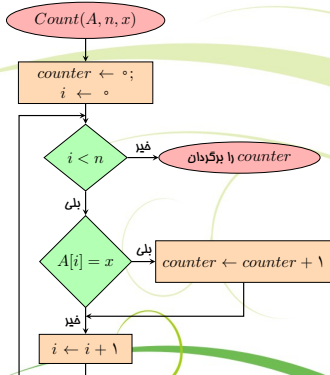 Count(A, n, x)
counter ← ۰;
i ← ۰
i < n
خیر
counter را برگردان
بلی
A[i] = x
بلی
counter ← counter + ۱
خیر
i ← i + ۱